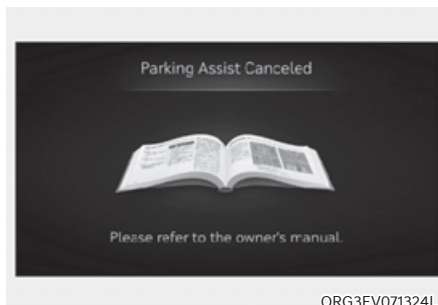 Parking Assist Canceled
Please refer to the owner's manual.
ORG3EV071324L